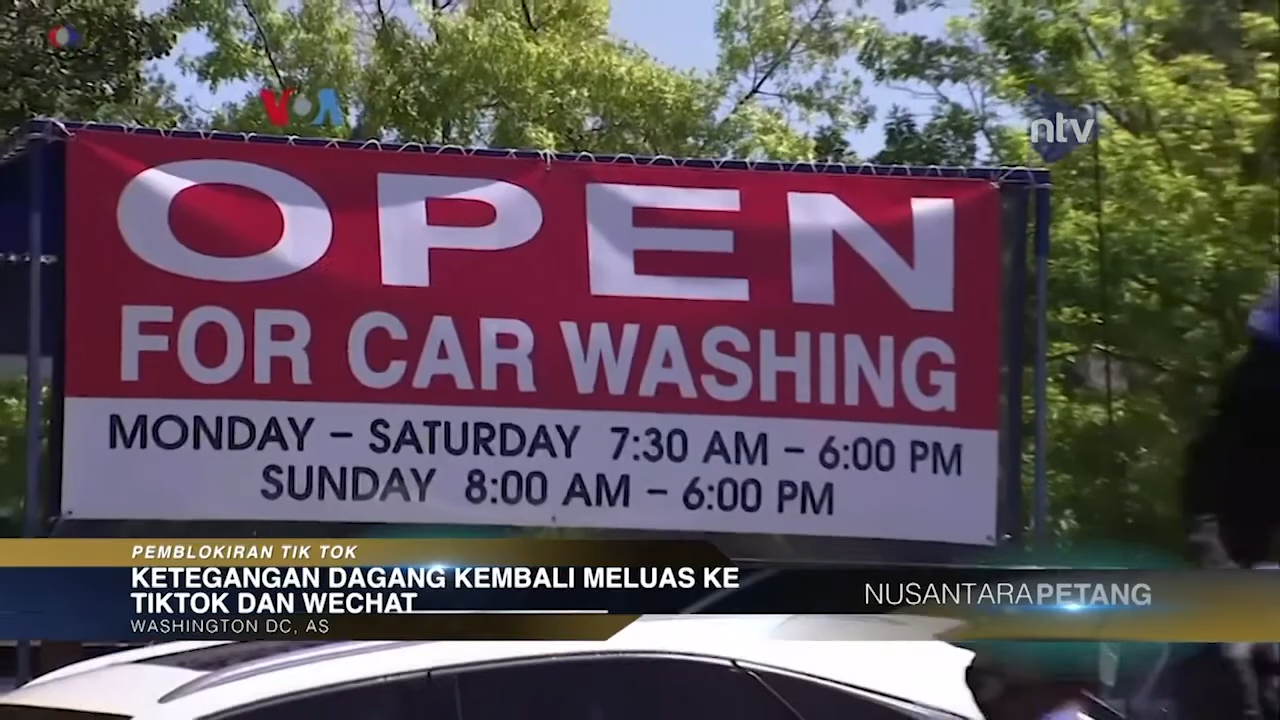 VOA
ntv
OPEN
FOR CAR WASHING
MONDAY – SATURDAY 7:30 AM – 6:00 PM
SUNDAY 8:00 AM – 6:00 PM
PEMBLOKIRAN TIK TOK
KETEGANGAN DAGANG KEMBALI MELUAS KE
TIKTOK DAN WECHAT
WASHINGTON DC, AS
NUSANTARA PETANG